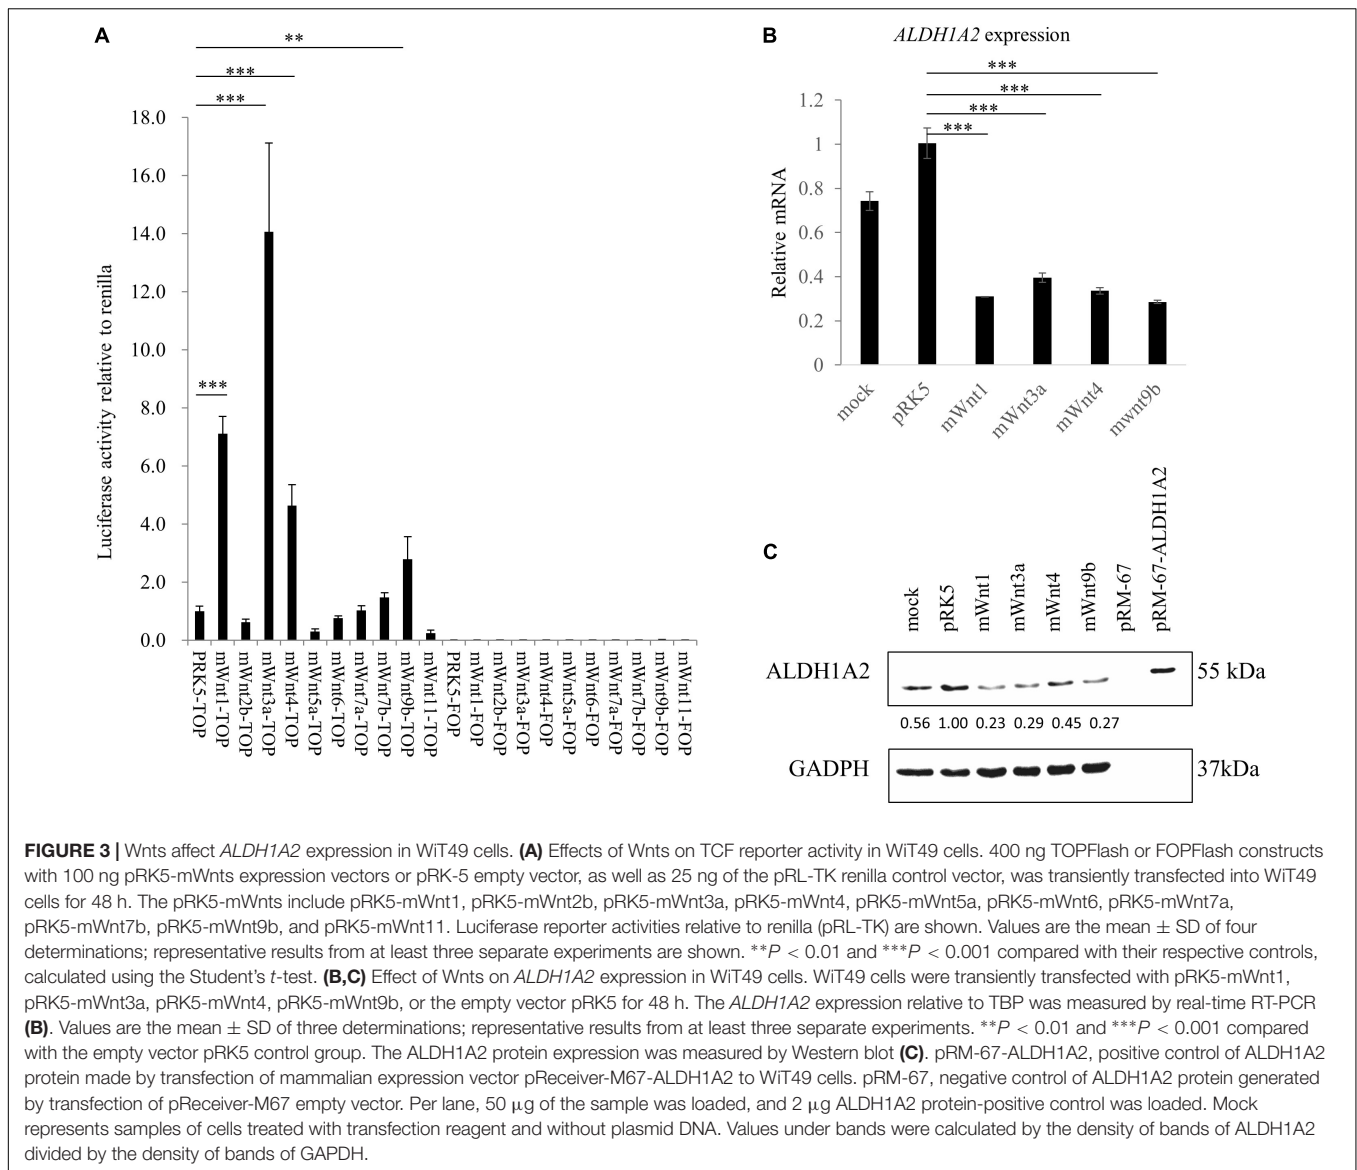 A
**
***
***
***
Luciferase activity relative to renilla
18.0
16.0
14.0
12.0
10.0
8.0
6.0
4.0
2.0
0.0
PRK5-TOP
mWnt1-TOP
mWnt2b-TOP
mWnt3a-TOP
mWnt4-TOP
mWnt5a-TOP
mWnt6-TOP
mWnt7a-TOP
mWnt7b-TOP
mWnt9b-TOP
mWnt11-TOP
PRK5-FOP
mWnt1-FOP
mWnt2b-FOP
mWnt3a-FOP
mWnt4-FOP
mWnt5a-FOP
mWnt6-FOP
mWnt7a-FOP
mWnt7b-FOP
mWnt9b-FOP
mWnt11-FOP
B
ALDH1A2 expression
***
***
***
***
Relative mRNA
1.2
1
0.8
0.6
0.4
0.2
0
mock
pRK5
mWnt1
mWnt3a
mWnt4
mwnt9b
C
mock
pRK5
mWnt1
mWnt3a
mWnt4
mWnt9b
pRM-67
pRM-67-ALDH1A2
ALDH1A2
55 kDa
0.56 1.00 0.23 0.29 0.45 0.27
GADPH
37kDa
FIGURE 3 | Wnts affect ALDH1A2 expression in WiT49 cells. (A) Effects of Wnts on TCF reporter activity in WiT49 cells. 400 ng TOPFlash or FOPFlash constructs
with 100 ng pRK5-mWnts expression vectors or pRK-5 empty vector, as well as 25 ng of the pRL-TK renilla control vector, was transiently transfected into WiT49
cells for 48 h. The pRK5-mWnts include pRK5-mWnt1, pRK5-mWnt2b, pRK5-mWnt3a, pRK5-mWnt4, pRK5-mWnt5a, pRK5-mWnt6, pRK5-mWnt7a,
pRK5-mWnt7b, pRK5-mWnt9b, and pRK5-mWnt11. Luciferase reporter activities relative to renilla (pRL-TK) are shown. Values are the mean ± SD of four
determinations; representative results from at least three separate experiments are shown. **P < 0.01 and ***P < 0.001 compared with their respective controls,
calculated using the Student's t-test. (B,C) Effect of Wnts on ALDH1A2 expression in WiT49 cells. WiT49 cells were transiently transfected with pRK5-mWnt1,
pRK5-mWnt3a, pRK5-mWnt4, pRK5-mWnt9b, or the empty vector pRK5 for 48 h. The ALDH1A2 expression relative to TBP was measured by real-time RT-PCR
(B). Values are the mean ± SD of three determinations; representative results from at least three separate experiments. **P < 0.01 and ***P < 0.001 compared
with the empty vector pRK5 control group. The ALDH1A2 protein expression was measured by Western blot (C). pRM-67-ALDH1A2, positive control of ALDH1A2
protein made by transfection of mammalian expression vector pReceiver-M67-ALDH1A2 to WiT49 cells. pRM-67, negative control of ALDH1A2 protein generated
by transfection of pReceiver-M67 empty vector. Per lane, 50 μg of the sample was loaded, and 2 μg ALDH1A2 protein-positive control was loaded. Mock
represents samples of cells treated with transfection reagent and without plasmid DNA. Values under bands were calculated by the density of bands of ALDH1A2
divided by the density of bands of GAPDH.